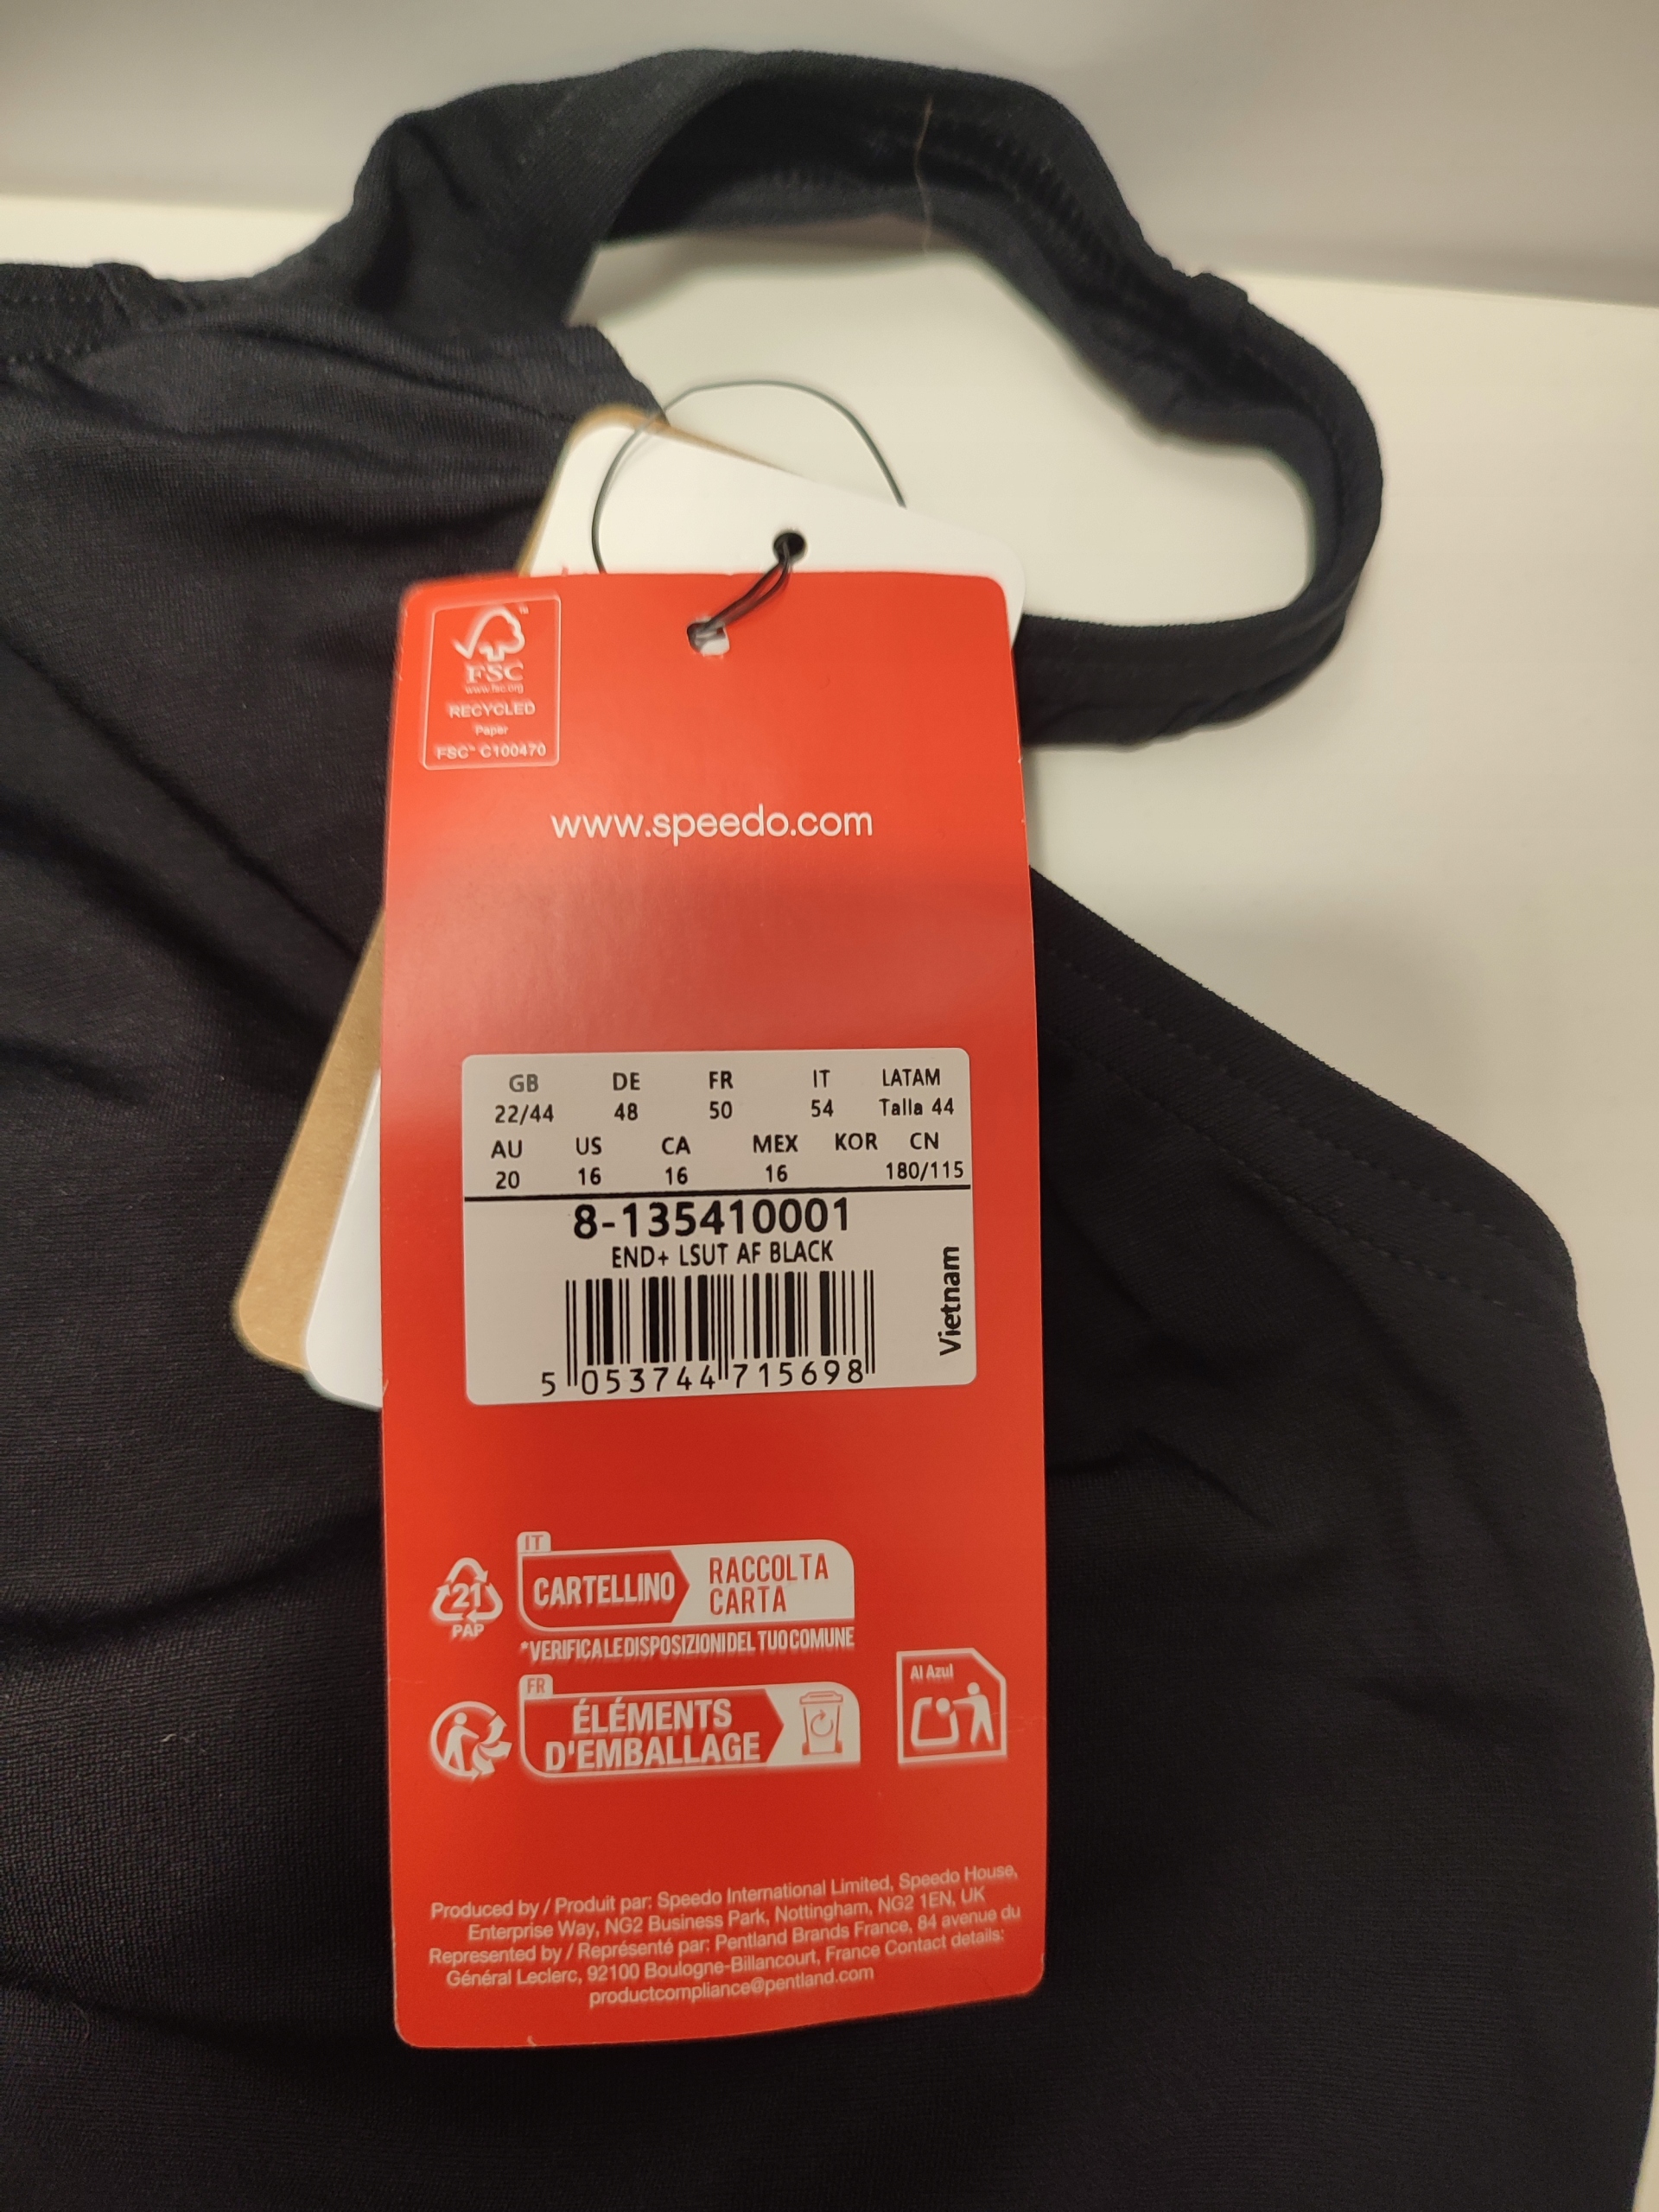 FSC™
www.fsc.org
RECYCLED
Paper
FSC™ C100470
www.speedo.com
GB DE FR IT LATAM
22/44 48 50 54 Talla 44
AU US CA MEX KOR CN
20 16 16 16 180/115
8-135410001
END+ LSUT AF BLACK
Vietnam
5 053744 715698
IT
CARTELLINO
RACCOLTA
CARTA
21
PAP
*VERIFICA LE DISPOSIZIONI DEL TUO COMUNE
FR
ÉLÉMENTS
D'EMBALLAGE
Al Azul
Produced by / Produit par: Speedo International Limited, Speedo House,
Enterprise Way, NG2 Business Park, Nottingham, NG2 1EN, UK
Represented by / Représenté par: Pentland Brands France, 84 avenue du
Général Leclerc, 92100 Boulogne-Billancourt, France Contact details:
productcompliance@pentland.com